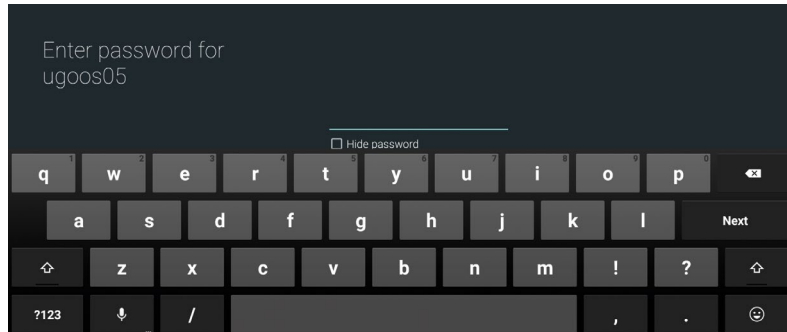 Enter password for
ugoos05
Hide password
q 1 w 2 e 3 r 4 t 5 y 6 u 7 i 8 o 9 p 0
a s d f g h j k l Next
z x c v b n m ! ?
?123 / , .